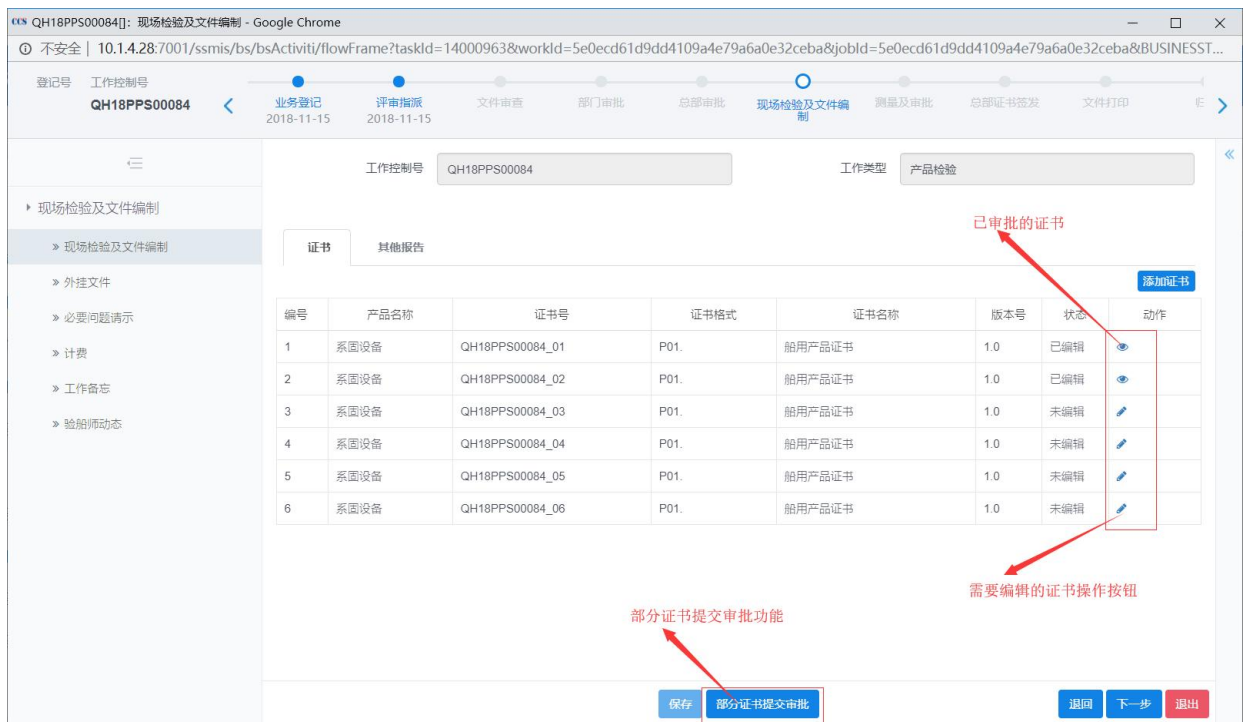 CCS QH18PPS00084[]: 现场检验及文件编制 - Google Chrome
不安全 | 10.1.4.28:7001/ssmis/bs/bsActiviti/flowFrame?taskId=14000963&workId=5e0ecd61d9dd4109a4e79a6a0e32ceba&jobId=5e0ecd61d9dd4109a4e79a6a0e32ceba&BUSINESST...
登记号 工作控制号
QH18PPS00084
业务登记
2018-11-15
评审指派
2018-11-15
文件审查
部门审批
总部审批
现场检验及文件编
制
测量及审批
总部证书签发
文件打印
工作控制号 QH18PPS00084 工作类型 产品检验
现场检验及文件编制
» 现场检验及文件编制
» 外挂文件
» 必要问题请示
» 计费
» 工作备忘
» 验船师动态
已审批的证书
证书 其他报告
添加证书
编号 产品名称 证书号 证书格式 证书名称 版本号 状态 动作
1 系固设备 QH18PPS00084_01 P01. 船用产品证书 1.0 已编辑
2 系固设备 QH18PPS00084_02 P01. 船用产品证书 1.0 已编辑
3 系固设备 QH18PPS00084_03 P01. 船用产品证书 1.0 未编辑
4 系固设备 QH18PPS00084_04 P01. 船用产品证书 1.0 未编辑
5 系固设备 QH18PPS00084_05 P01. 船用产品证书 1.0 未编辑
6 系固设备 QH18PPS00084_06 P01. 船用产品证书 1.0 未编辑
需要编辑的证书操作按钮
部分证书提交审批功能
保存 部分证书提交审批 退回 下一步 退出